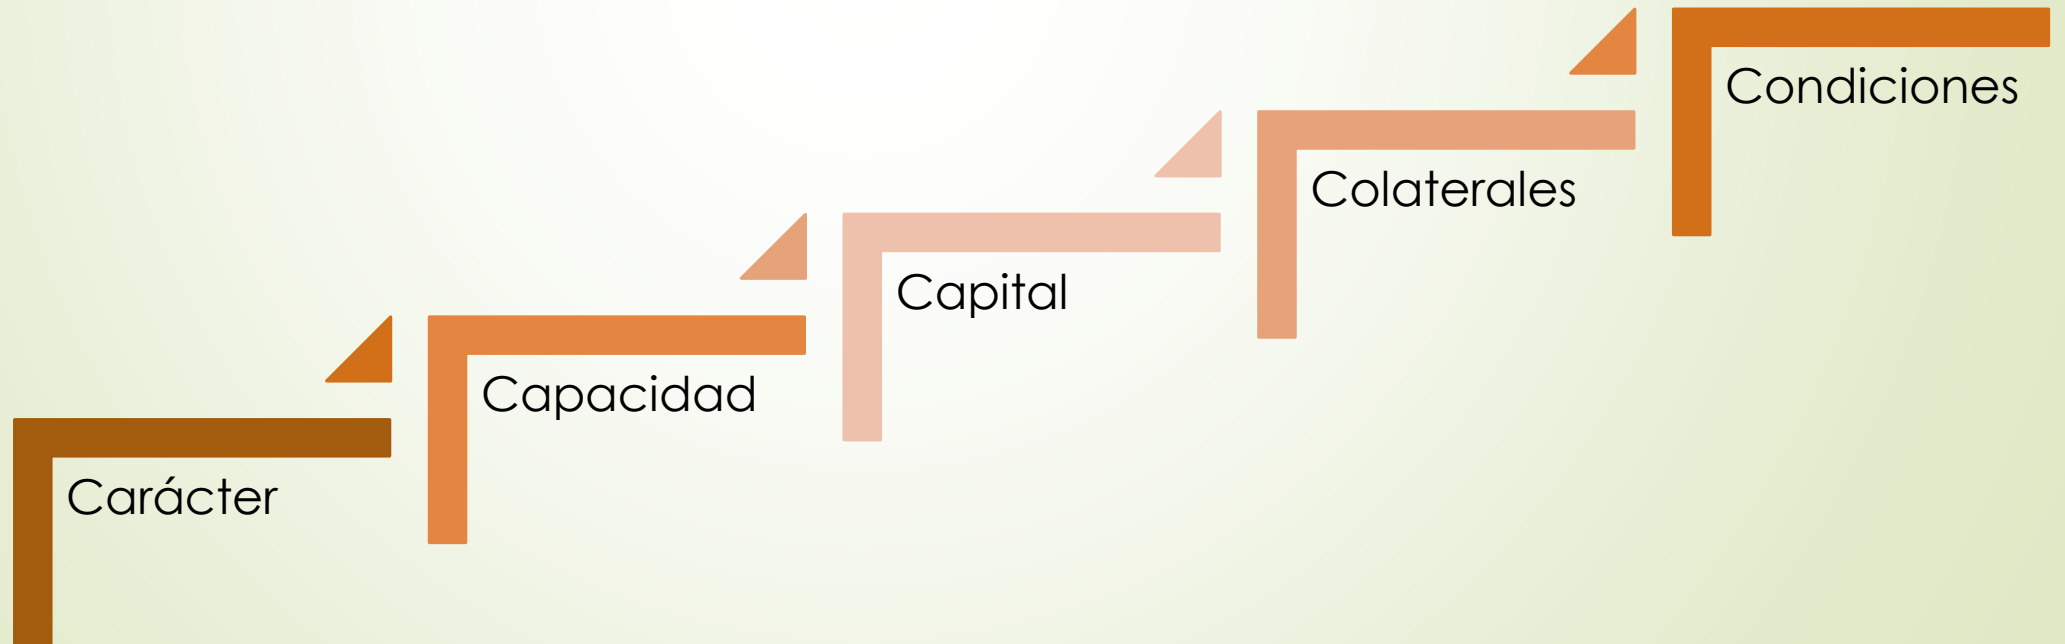 Carácter
Capacidad
Capital
Colaterales
Condiciones